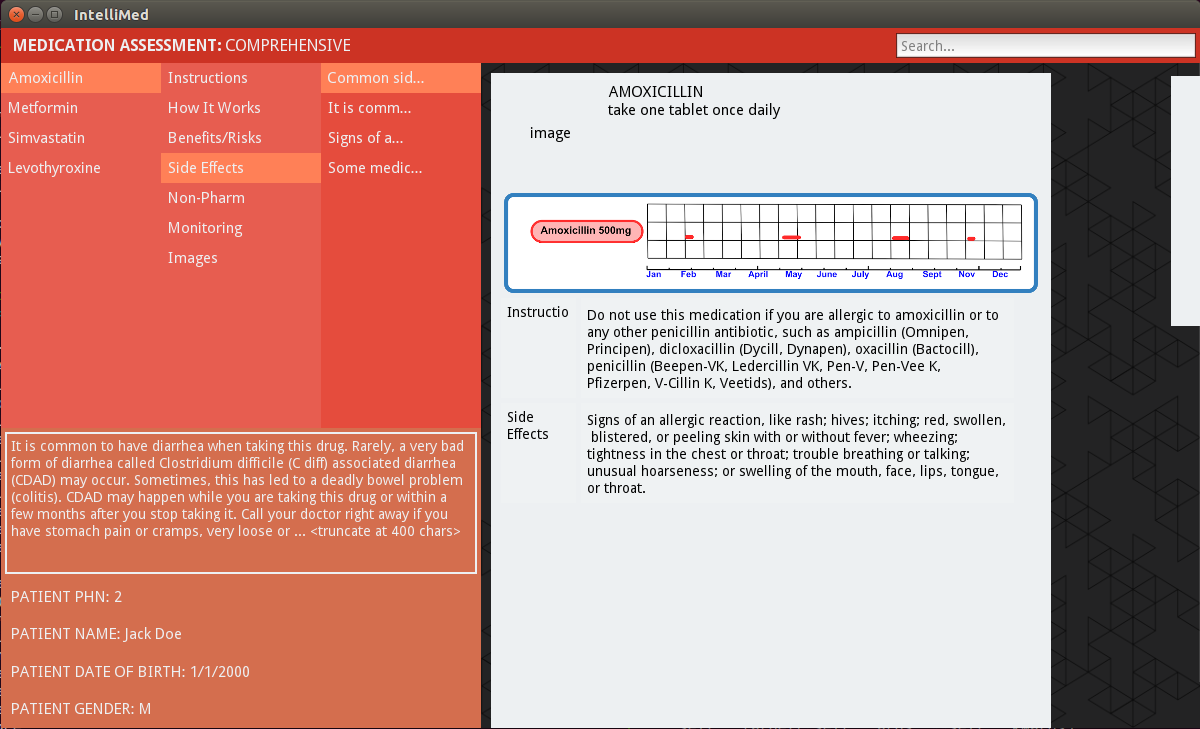 IntelliMed
MEDICATION ASSESSMENT: COMPREHENSIVE
Search...
Amoxicillin
Metformin
Simvastatin
Levothyroxine
Instructions
How It Works
Benefits/Risks
Side Effects
Non-Pharm
Monitoring
Images
Common sid...
It is comm...
Signs of a...
Some medic...
It is common to have diarrhea when taking this drug. Rarely, a very bad
form of diarrhea called Clostridium difficile (C diff) associated diarrhea
(CDAD) may occur. Sometimes, this has led to a deadly bowel problem
(colitis). CDAD may happen while you are taking this drug or within a
few months after you stop taking it. Call your doctor right away if you
have stomach pain or cramps, very loose or ... <truncate at 400 chars>
PATIENT PHN: 2
PATIENT NAME: Jack Doe
PATIENT DATE OF BIRTH: 1/1/2000
PATIENT GENDER: M
AMOXICILLIN
take one tablet once daily
image
Amoxicillin 500mg
Jan Feb Mar April May June July Aug Sept Nov Dec
Instructio
Do not use this medication if you are allergic to amoxicillin or to
any other penicillin antibiotic, such as ampicillin (Omnipen,
Principen), dicloxacillin (Dycill, Dynapen), oxacillin (Bactocill),
penicillin (Beepen-VK, Ledercillin VK, Pen-V, Pen-Vee K,
Pfizerpen, V-Cillin K, Veetids), and others.
Side
Effects
Signs of an allergic reaction, like rash; hives; itching; red, swollen,
blistered, or peeling skin with or without fever; wheezing;
tightness in the chest or throat; trouble breathing or talking;
unusual hoarseness; or swelling of the mouth, face, lips, tongue,
or throat.